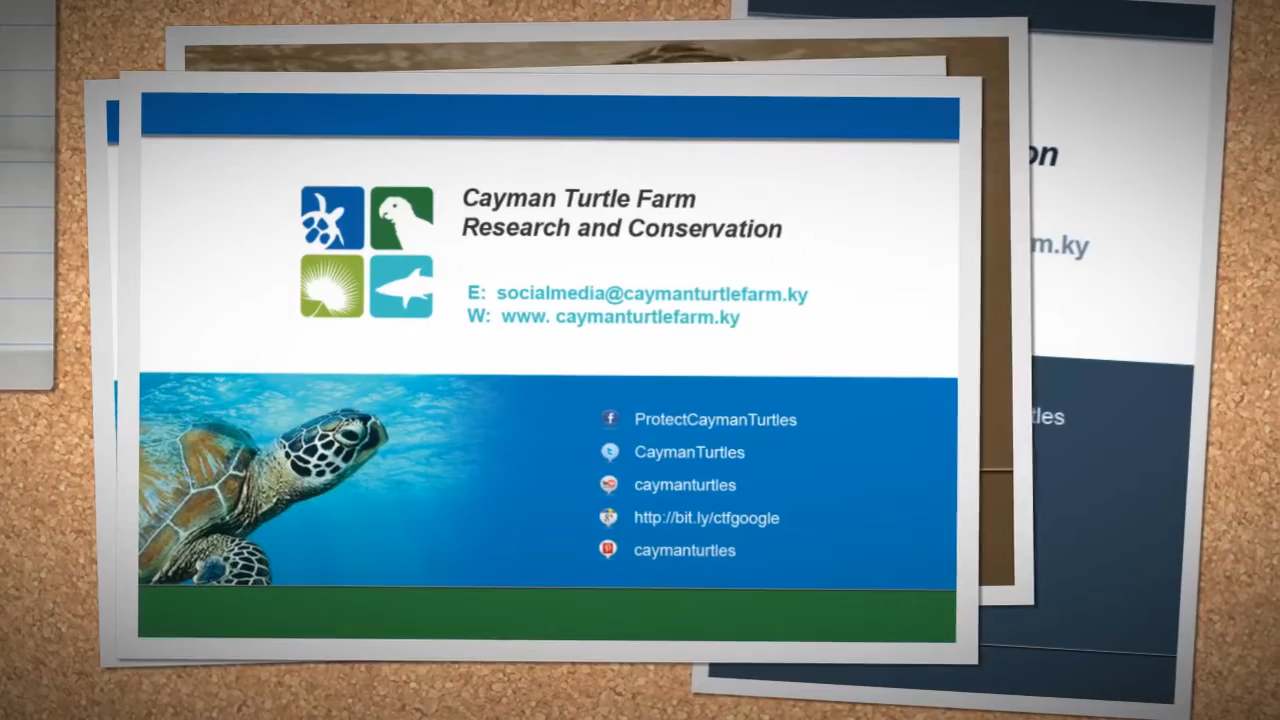 Cayman Turtle Farm
Research and Conservation
E: socialmedia@caymanturtlefarm.ky
W: www. caymanturtlefarm.ky
ProtectCaymanTurtles
CaymanTurtles
caymanturtles
http://bit.ly/ctfgoogle
caymanturtles
on
m.ky
tles